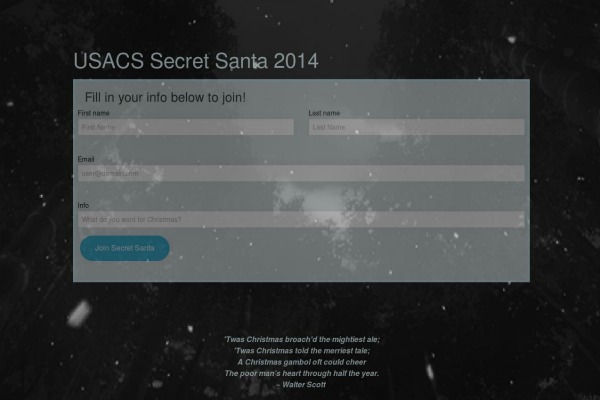 USACS Secret Santa 2014
Fill in your info below to join!
First name
Last name
First Name
Last Name
Email
user@domain.com
Info
What do you want for Christmas?
Join Secret Santa
'Twas Christmas broach'd the mightiest ale;
'Twas Christmas told the merriest tale;
A Christmas gambol oft could cheer
The poor man's heart through half the year.
- Walter Scott